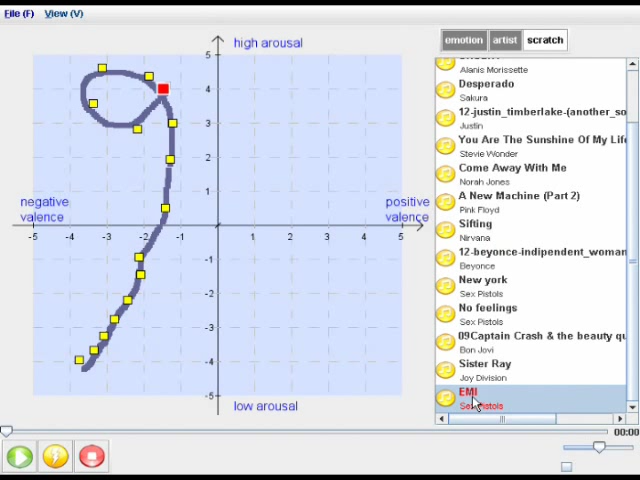 File (F) View (V)
emotion artist scratch
high arousal
negative valence
positive valence
low arousal
5
4
3
2
1
-1
-2
-3
-4
-5
-5 -4 -3 -2 -1 1 2 3 4 5
Alanis Morissette
Desperado
Sakura
12-justin_timberlake-(another_so
Justin
You Are The Sunshine Of My Life
Stevie Wonder
Come Away With Me
Norah Jones
A New Machine (Part 2)
Pink Floyd
Sifting
Nirvana
12-beyonce-indipendent_woman
Beyonce
New york
Sex Pistols
No feelings
Sex Pistols
09Captain Crash & the beauty qu
Bon Jovi
Sister Ray
Joy Division
EMI
Sex Pistols
00:00